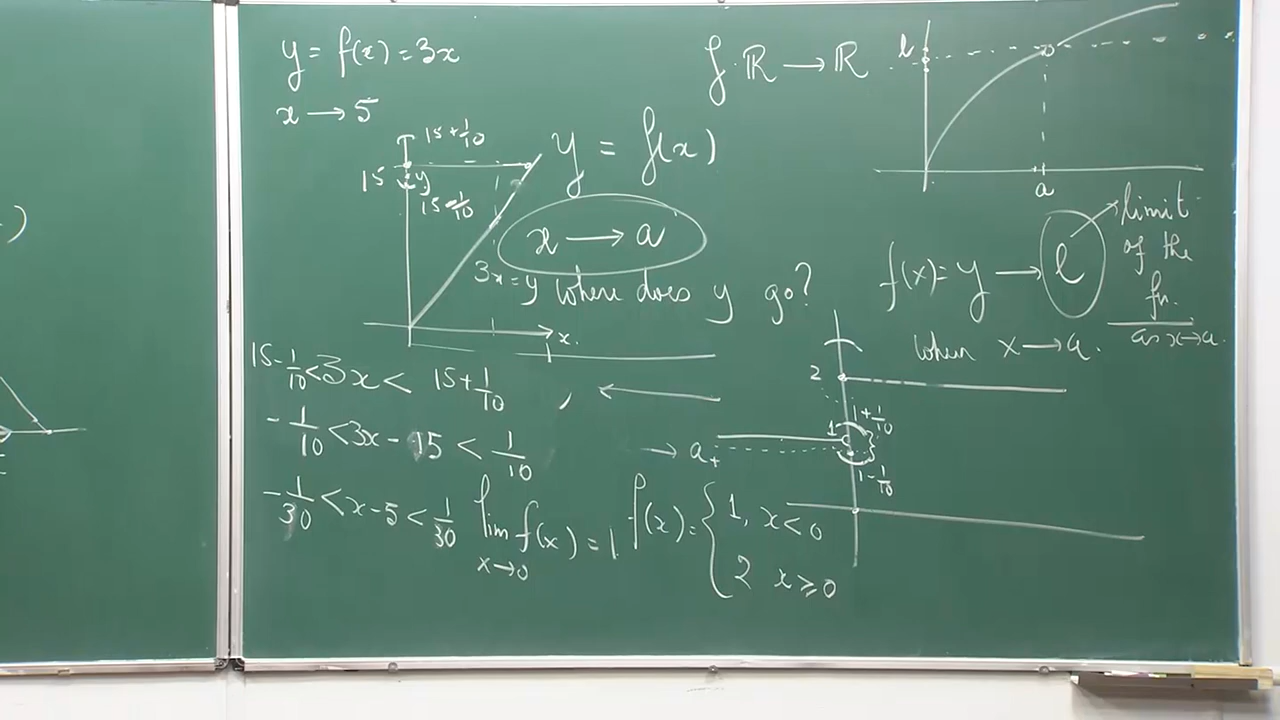 y = f(x) = 3x
x → 5
15 + 1/10
15
y
15 - 1/10
3x = y
x.
y = f(x)
x → a
Where does y go?
f: ℝ → ℝ
l
a
f(x) = y → l
limit
of the
fn.
as x→a.
when x → a.
15 - 1/10 < 3x < 15 + 1/10 ,
- 1/10 < 3x - 15 < 1/10
- 1/30 < x - 5 < 1/30
lim f(x) = 1.
x→0
f(x) = { 1, x < 0
2 x ⩾ 0
2
1
1 + 1/10
1 - 1/10
→ a
)